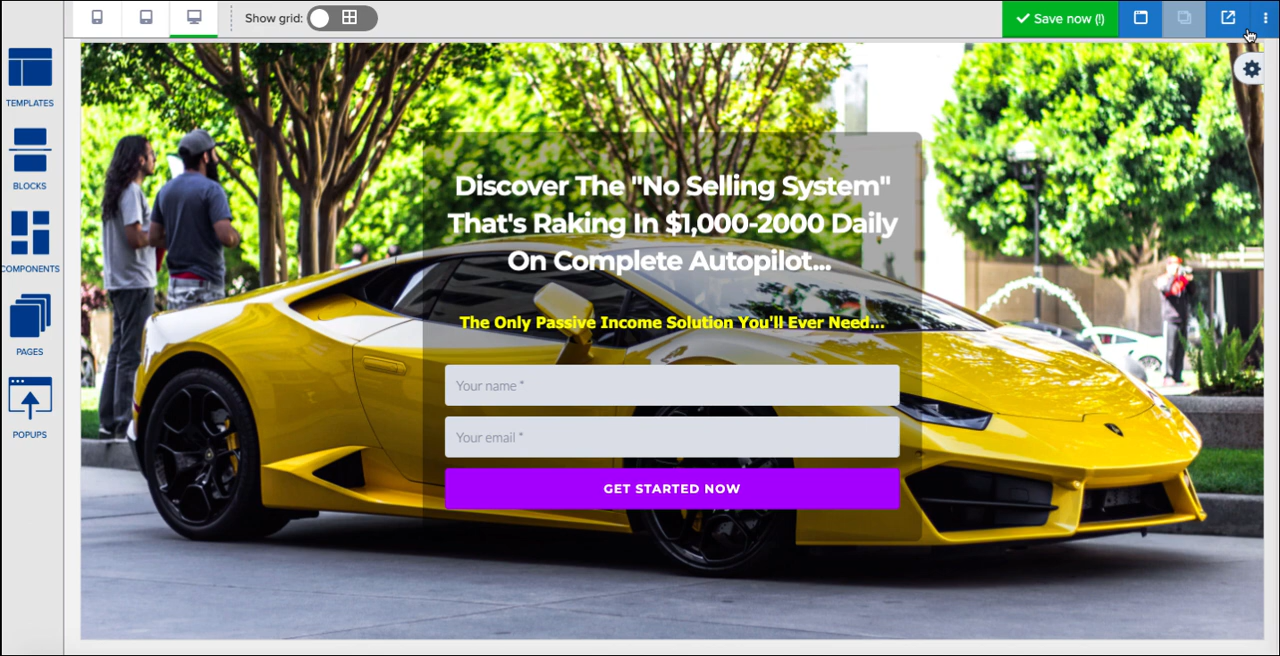 Show grid:
Save now (!)
TEMPLATES
BLOCKS
COMPONENTS
PAGES
POPUPS
Discover The "No Selling System"
That's Raking In $1,000-2000 Daily
On Complete Autopilot...
The Only Passive Income Solution You'll Ever Need...
Your name *
Your email *
GET STARTED NOW